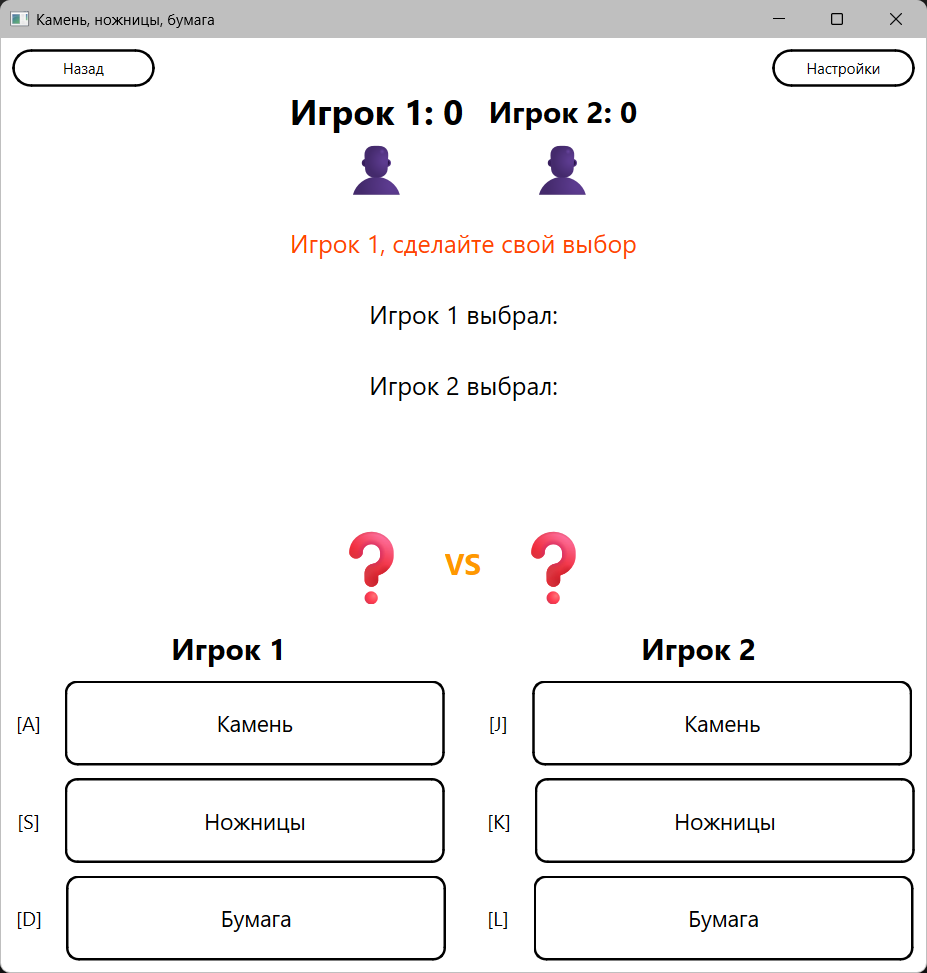 Камень, ножницы, бумага
Назад Настройки
Игрок 1: 0 Игрок 2: 0
Игрок 1, сделайте свой выбор
Игрок 1 выбрал:
Игрок 2 выбрал:
VS
Игрок 1 Игрок 2
[A] Камень [J] Камень
[S] Ножницы [K] Ножницы
[D] Бумага [L] Бумага